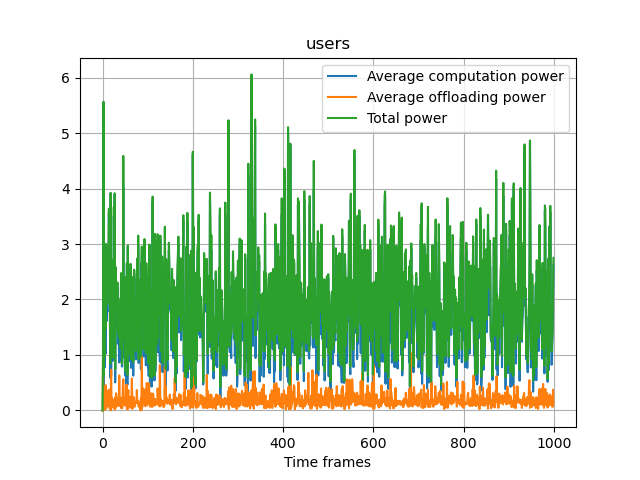 users
Average computation power
Average offloading power
Total power
6
5
4
3
2
1
0
0 200 400 600 800 1000
Time frames